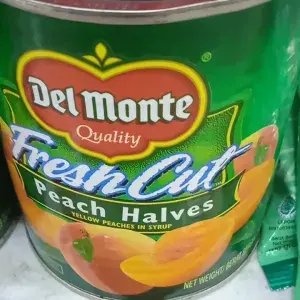 Del Monte
Quality
Fresh Cut
Peach Halves
YELLOW PEACHES IN SYRUP
NET WEIGHT/